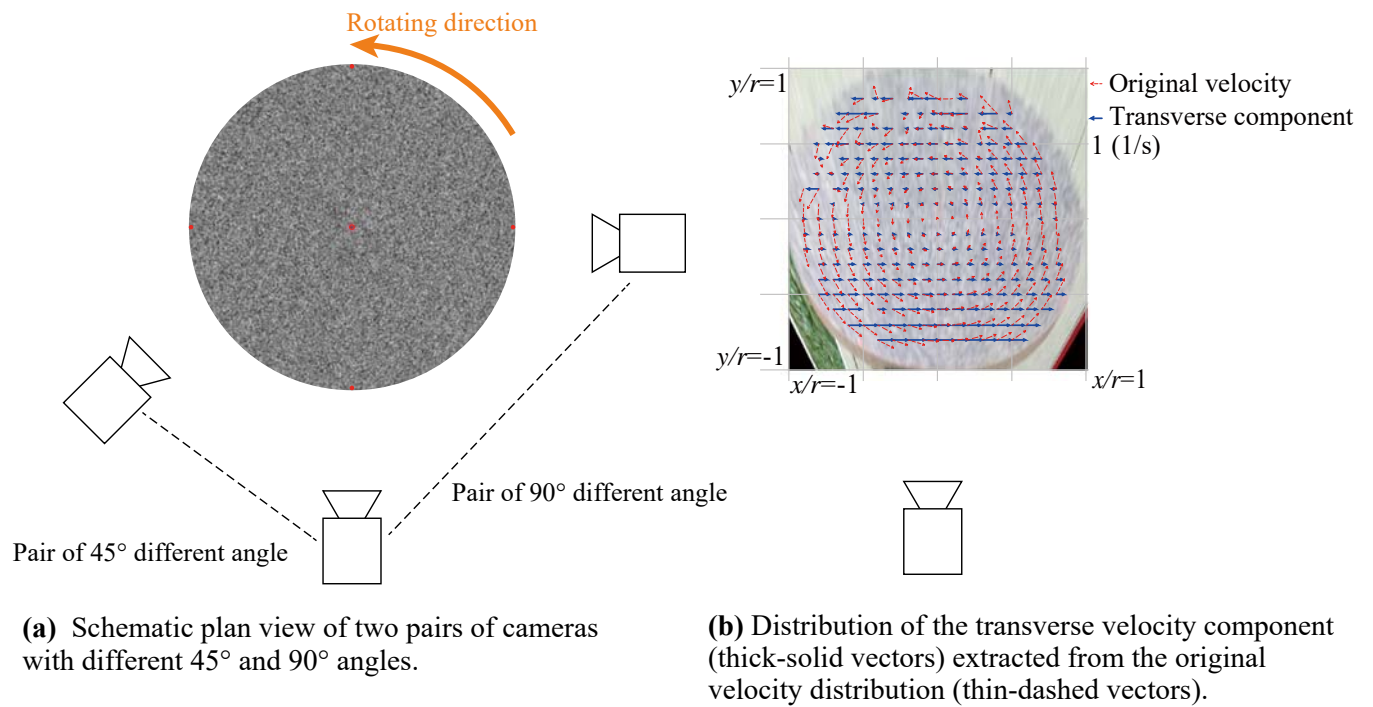 Rotating direction
Pair of 90° different angle
Pair of 45° different angle
(a) Schematic plan view of two pairs of cameras
with different 45° and 90° angles.
y/r=1
Original velocity
Transverse component
1 (1/s)
y/r=-1
x/r=-1
x/r=1
(b) Distribution of the transverse velocity component
(thick-solid vectors) extracted from the original
velocity distribution (thin-dashed vectors).